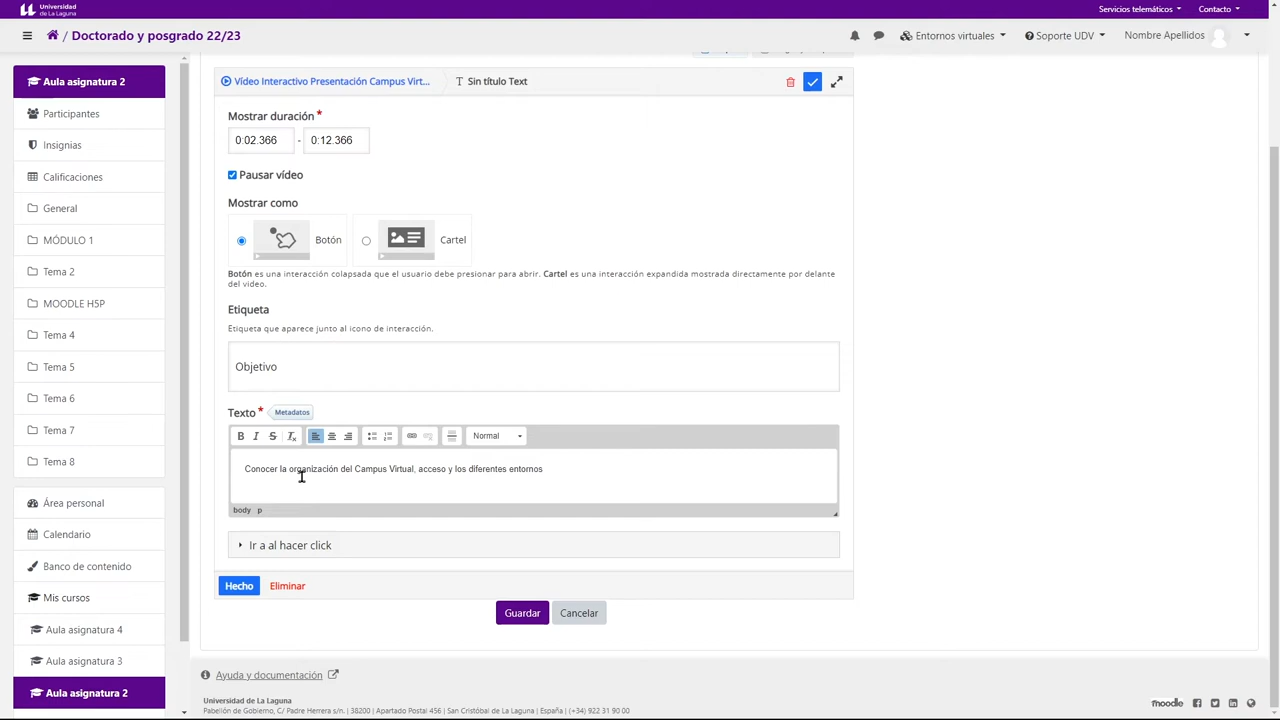 Universidad
de La Laguna
Servicios telemáticos
Contacto
/ Doctorado y posgrado 22/23
Entornos virtuales
Soporte UDV
Nombre Apellidos
Aula asignatura 2
Participantes
Insignias
Calificaciones
General
MÓDULO 1
Tema 2
MOODLE H5P
Tema 4
Tema 5
Tema 6
Tema 7
Tema 8
Área personal
Calendario
Banco de contenido
Mis cursos
Aula asignatura 4
Aula asignatura 3
Aula asignatura 2
Vídeo Interactivo Presentación Campus Virt...
Sin título Text
Mostrar duración *
0:02.366 - 0:12.366
Pausar vídeo
Mostrar como
Botón
Cartel
Botón es una interacción colapsada que el usuario debe presionar para abrir. Cartel es una interacción expandida mostrada directamente por delante
del video.
Etiqueta
Etiqueta que aparece junto al icono de interacción.
Objetivo
Texto * Metadatos
Normal
Conocer la organización del Campus Virtual, acceso y los diferentes entornos
body p
Ir a al hacer click
Hecho
Eliminar
Guardar
Cancelar
Ayuda y documentación
Universidad de La Laguna
Pabellón de Gobierno, C/ Padre Herrera s/n. | 38200 | Apartado Postal 456 | San Cristóbal de La Laguna | España | (+34) 922 31 90 00
moodle